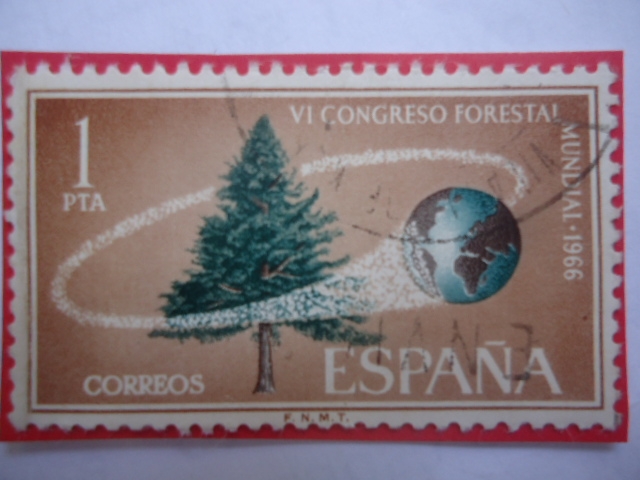 1
PTA
VI CONGRESO FORESTAL
MUNDIAL · 1966
CORREOS
ESPAÑA
F. N. M. T.